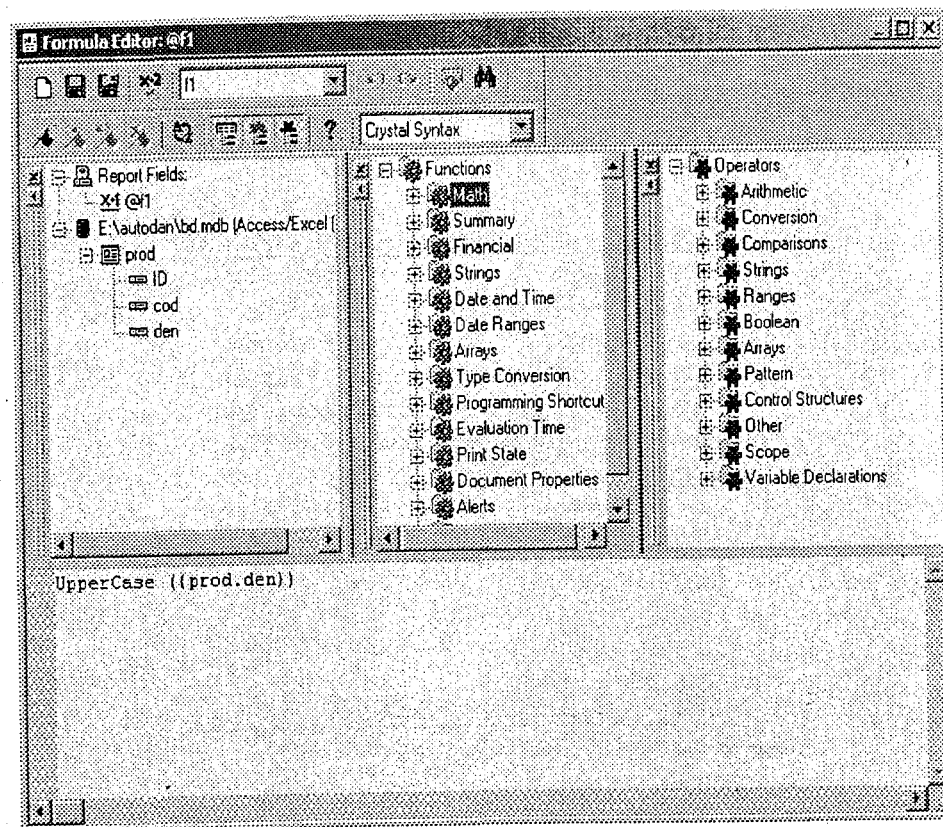 Formula Editor: @f1
f1
Crystal Syntax
Report Fields:
@f1
E:\autodan\bd.mdb (Access/Excel (
prod
ID
cod
den
Functions
Math
Summary
Financial
Strings
Date and Time
Date Ranges
Arrays
Type Conversion
Programming Shortcut
Evaluation Time
Print State
Document Properties
Alerts
Operators
Arithmetic
Conversion
Comparisons
Strings
Ranges
Boolean
Arrays
Pattern
Control Structures
Other
Scope
Variable Declarations
UpperCase ({prod.den})